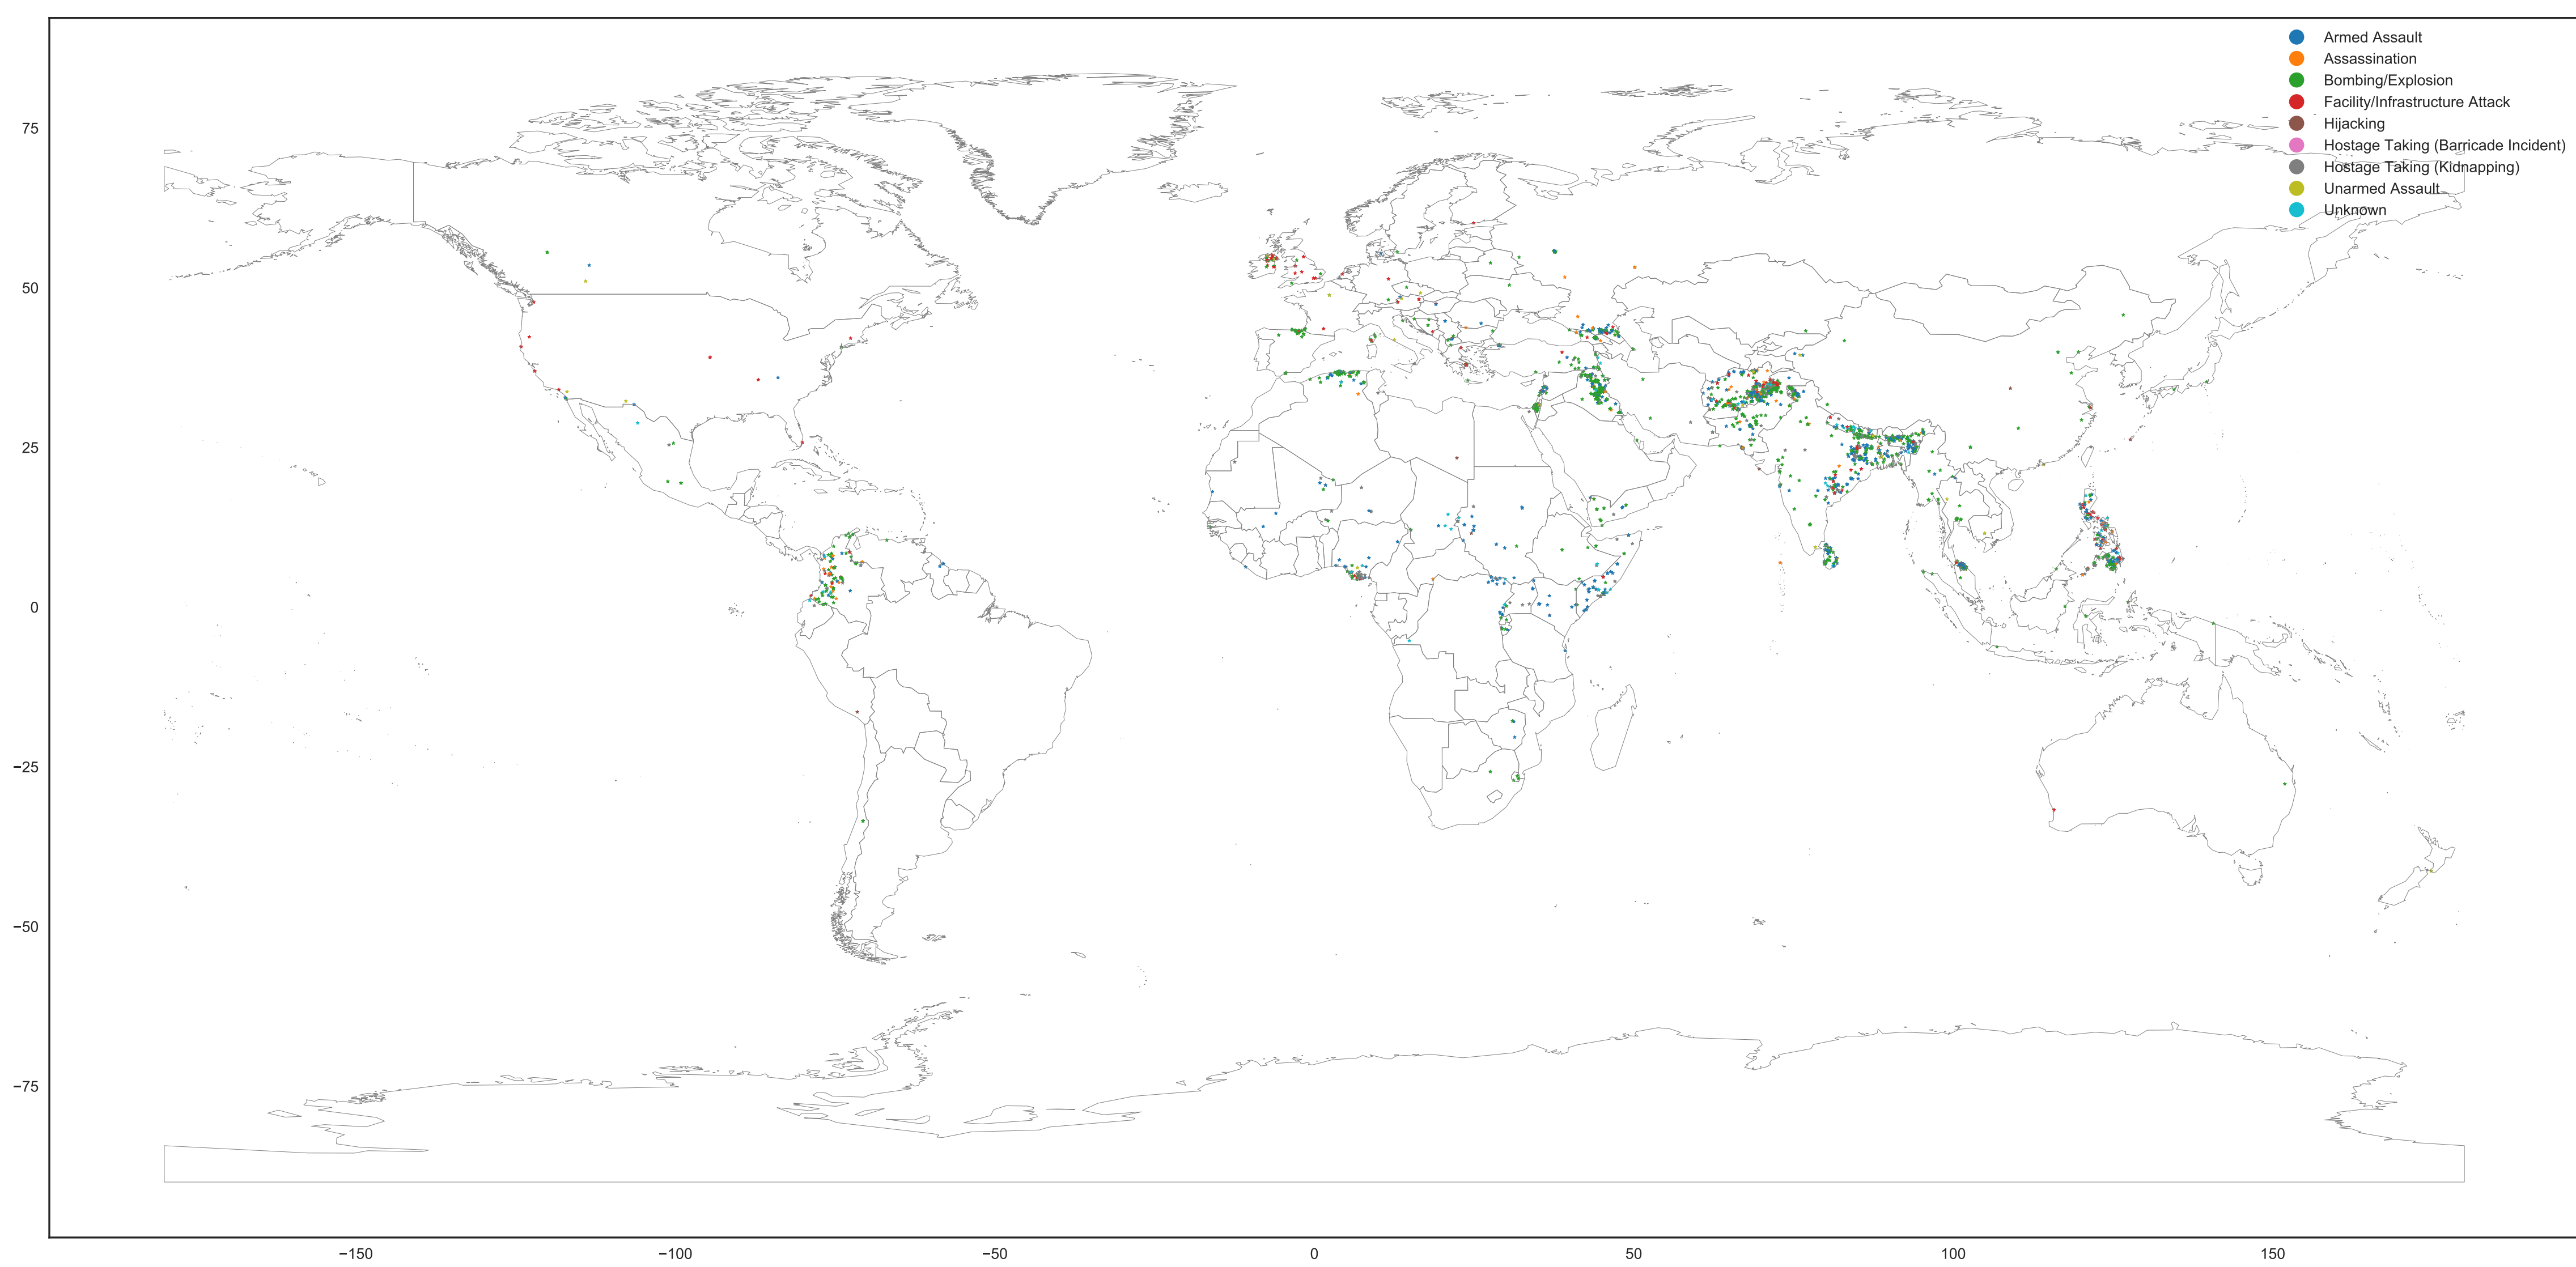 Armed Assault
Assassination
Bombing/Explosion
Facility/Infrastructure Attack
Hijacking
Hostage Taking (Barricade Incident)
Hostage Taking (Kidnapping)
Unarmed Assault
Unknown
75
50
25
0
−25
−50
−75
−150 −100 −50 0 50 100 150